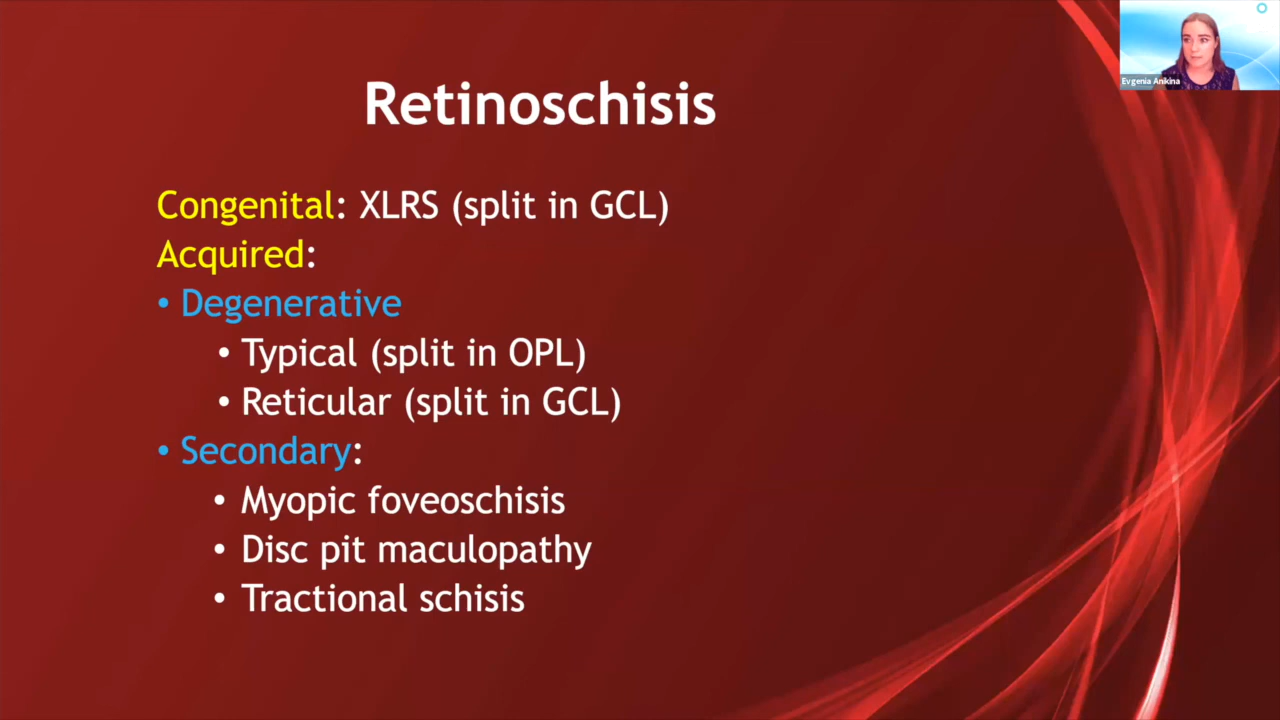 Retinoschisis
Congenital: XLRS (split in GCL)
Acquired:
• Degenerative
• Typical (split in OPL)
• Reticular (split in GCL)
• Secondary:
• Myopic foveoschisis
• Disc pit maculopathy
• Tractional schisis
Evgenia Anikina